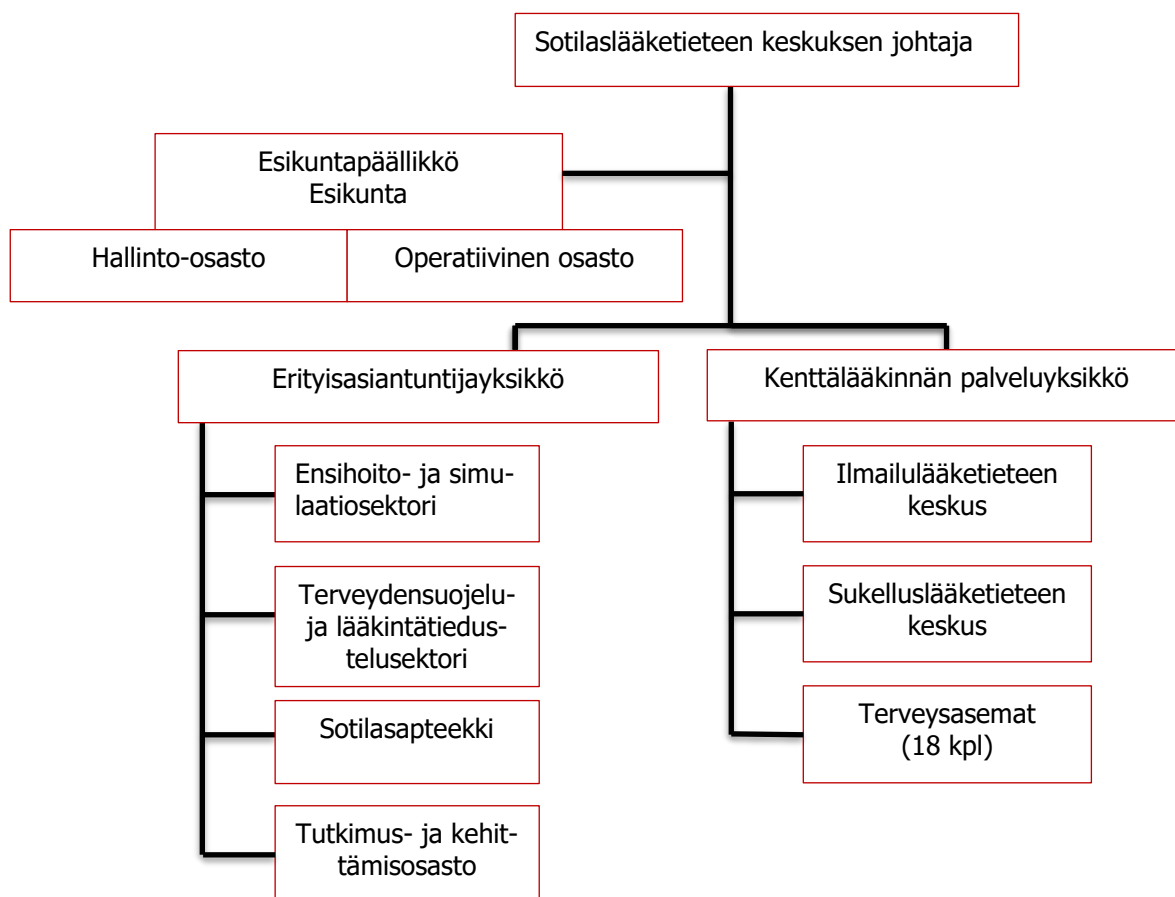 Sotilaslääketieteen keskuksen johtaja
Esikuntapäällikkö
Esikunta
Hallinto-osasto
Operatiivinen osasto
Erityisasiantuntijayksikkö
Ensihoito- ja simu-
laatiosektori
Terveydensuojelu-
ja lääkintätiedus-
telusektori
Sotilasapteekki
Tutkimus- ja kehit-
tämisosasto
Kenttälääkinnän palveluyksikkö
Ilmailulääketieteen
keskus
Sukelluslääketieteen
keskus
Terveysasemat
(18 kpl)